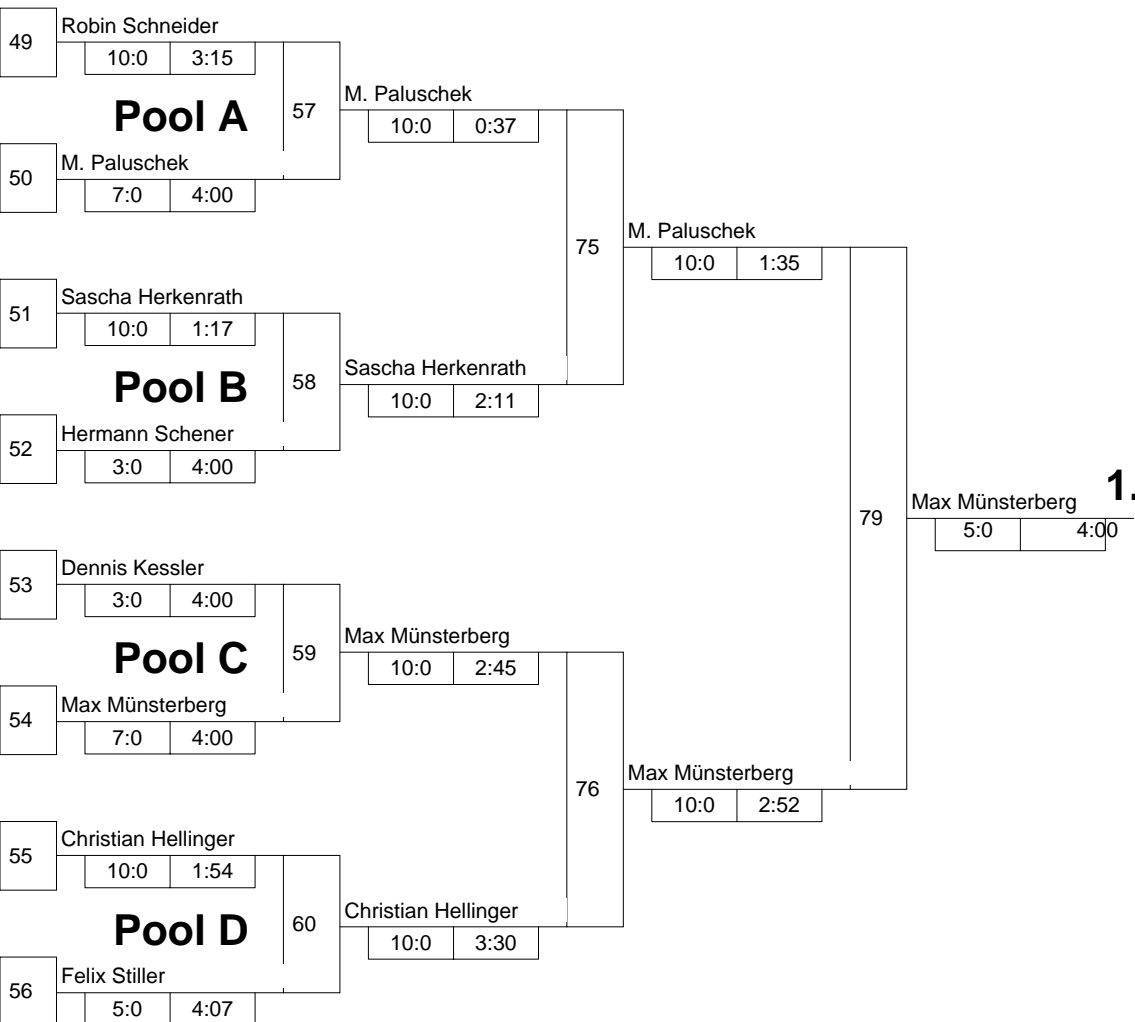 49 Robin Schneider
10:0 3:15
Pool A 57 M. Paluschek
10:0 0:37
50 M. Paluschek
7:0 4:00
75 M. Paluschek
10:0 1:35
51 Sascha Herkenrath
10:0 1:17
Pool B 58 Sascha Herkenrath
10:0 2:11
52 Hermann Schener
3:0 4:00
79 Max Münsterberg 1.
5:0 4:00
53 Dennis Kessler
3:0 4:00
Pool C 59 Max Münsterberg
10:0 2:45
54 Max Münsterberg
7:0 4:00
76 Max Münsterberg
10:0 2:52
55 Christian Hellinger
10:0 1:54
Pool D 60 Christian Hellinger
10:0 3:30
56 Felix Stiller
5:0 4:07